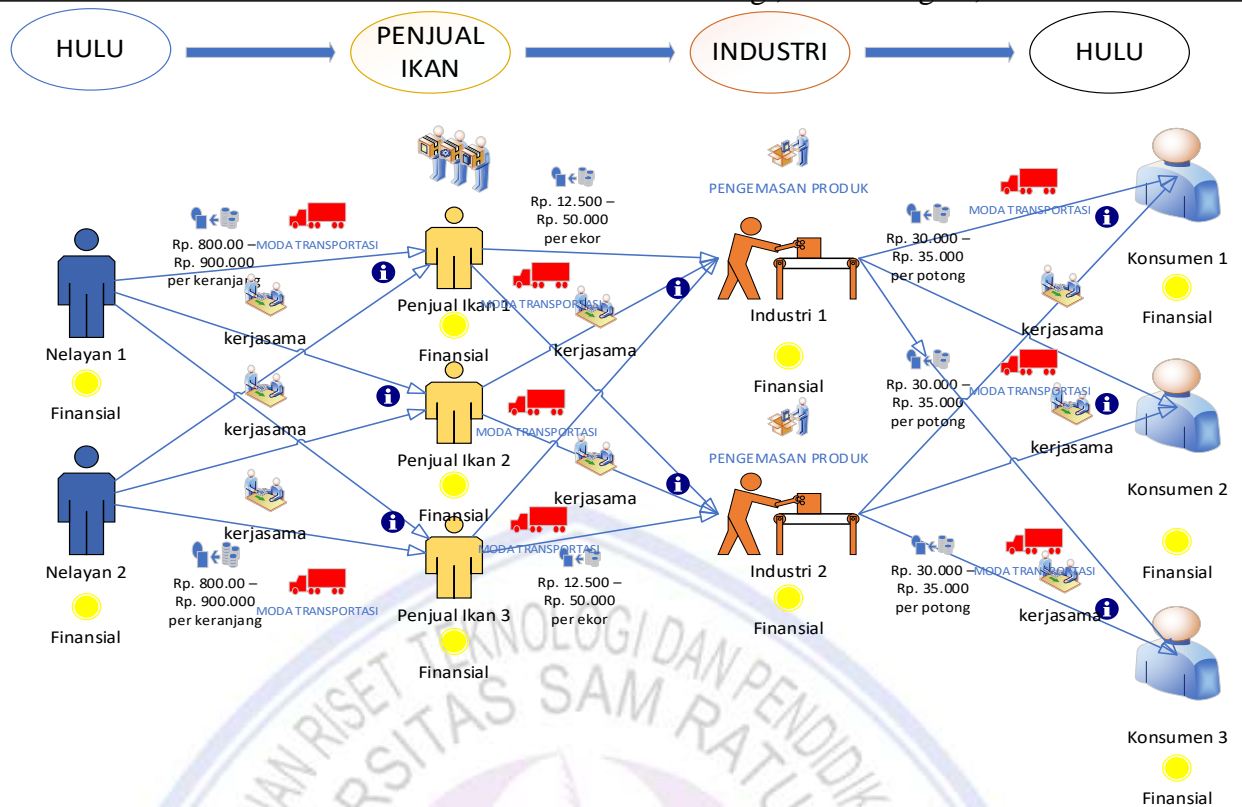 HULU
PENJUAL
IKAN
INDUSTRI
HULU
PENGEMASAN PRODUK
Rp. 800.00 –
Rp. 900.000
per keranjang
MODA TRANSPORTASI
Rp. 12.500 –
Rp. 50.000
per ekor
Rp. 30.000 –
Rp. 35.000
per potong
MODA TRANSPORTASI
i
i
i
Nelayan 1
Finansial
kerjasama
Penjual Ikan 1
Finansial
MODA TRANSPORTASI
kerjasama
Industri 1
Finansial
kerjasama
Konsumen 1
Finansial
kerjasama
i
Penjual Ikan 2
Finansial
MODA TRANSPORTASI
kerjasama
i
PENGEMASAN PRODUK
Rp. 30.000 –
Rp. 35.000
per potong
MODA TRANSPORTASI
i
kerjasama
Konsumen 2
Finansial
Nelayan 2
Finansial
kerjasama
i
Rp. 800.00 –
Rp. 900.000
per keranjang
MODA TRANSPORTASI
Penjual Ikan 3
Finansial
MODA TRANSPORTASI
Rp. 12.500 –
Rp. 50.000
per ekor
Industri 2
Finansial
Rp. 30.000 –
Rp. 35.000
per potong
MODA TRANSPORTASI
kerjasama
i
Konsumen 3
Finansial
RISET TEKNOLOGI DAN
SAM